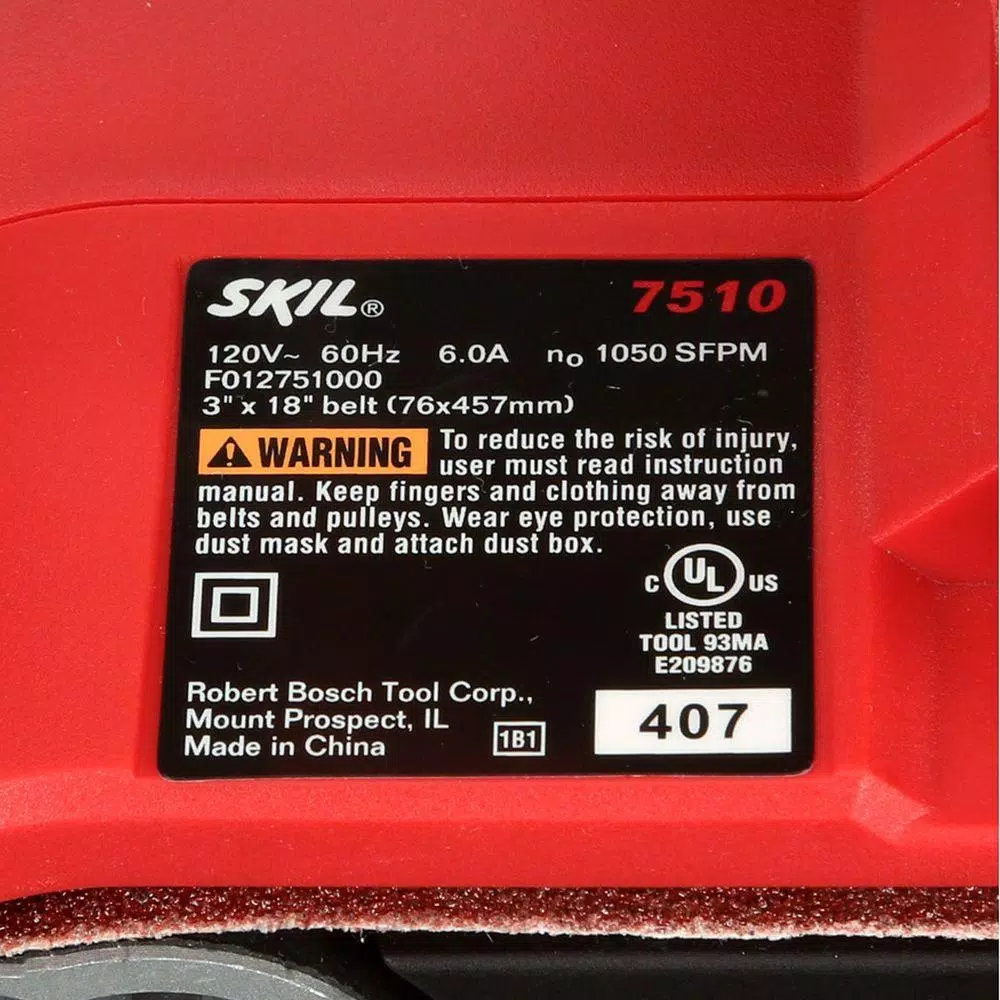 SKIL® 7510
120V~ 60Hz 6.0A no 1050 SFPM
F012751000
3" x 18" belt (76x457mm)
WARNING To reduce the risk of injury,
user must read instruction
manual. Keep fingers and clothing away from
belts and pulleys. Wear eye protection, use
dust mask and attach dust box.
C UL US
LISTED
TOOL 93MA
E209876
Robert Bosch Tool Corp.,
Mount Prospect, IL
Made in China
1B1
407